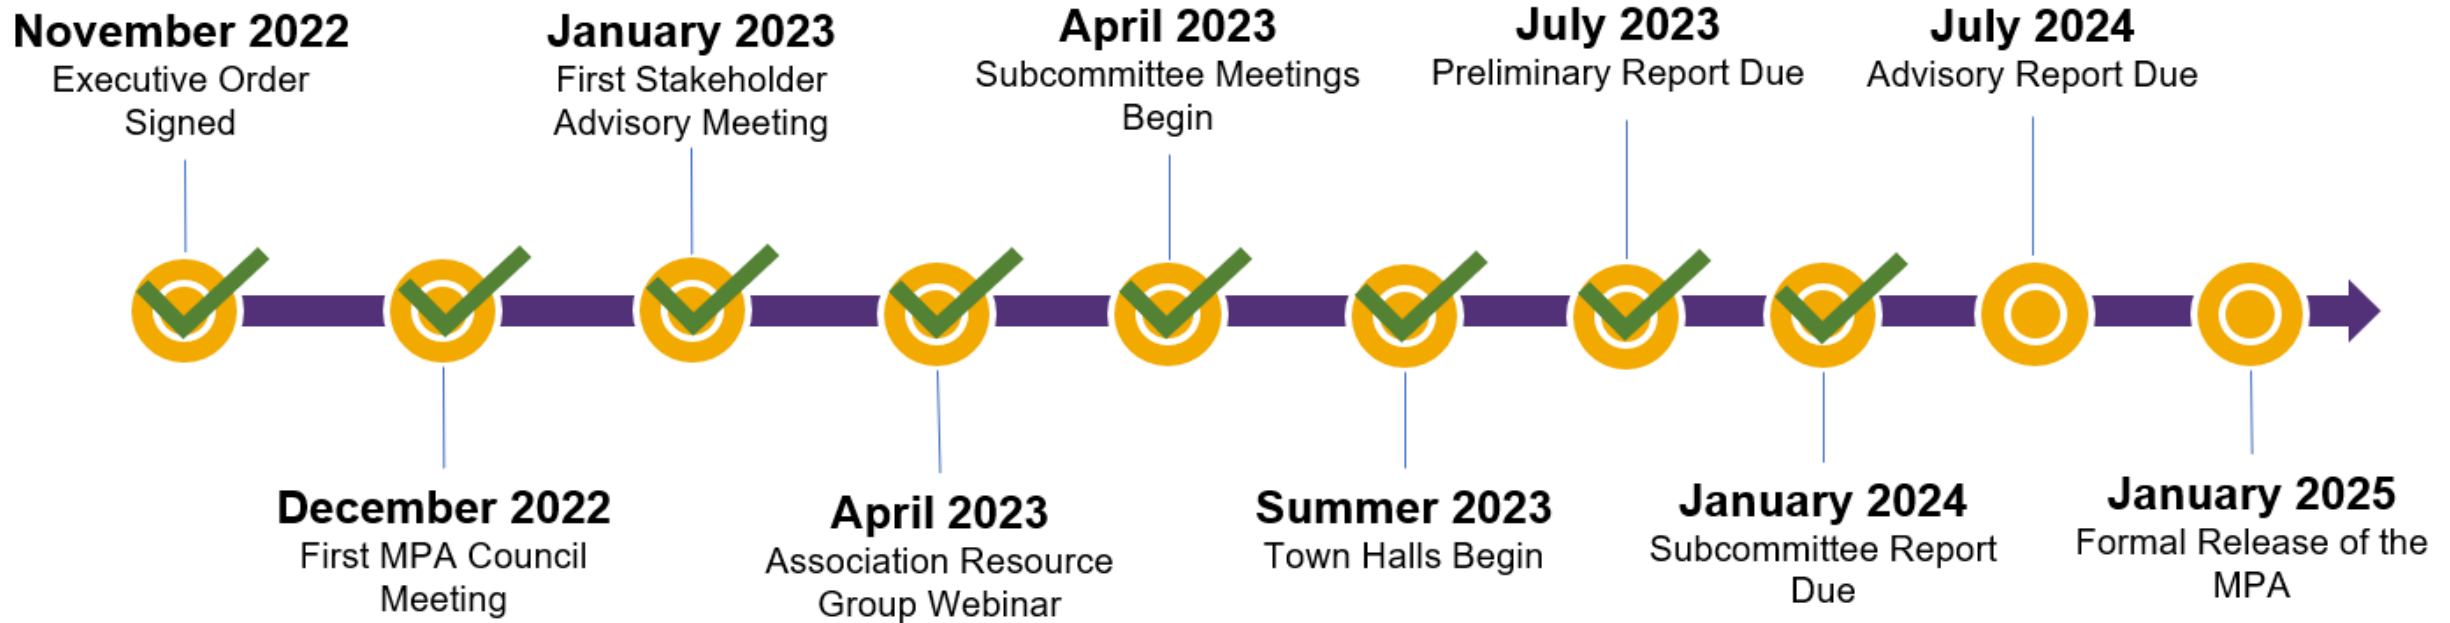 November 2022
Executive Order
Signed
December 2022
First MPA Council
Meeting
January 2023
First Stakeholder
Advisory Meeting
April 2023
Association Resource
Group Webinar
April 2023
Subcommittee Meetings
Begin
Summer 2023
Town Halls Begin
July 2023
Preliminary Report Due
January 2024
Subcommittee Report
Due
July 2024
Advisory Report Due
January 2025
Formal Release of the
MPA